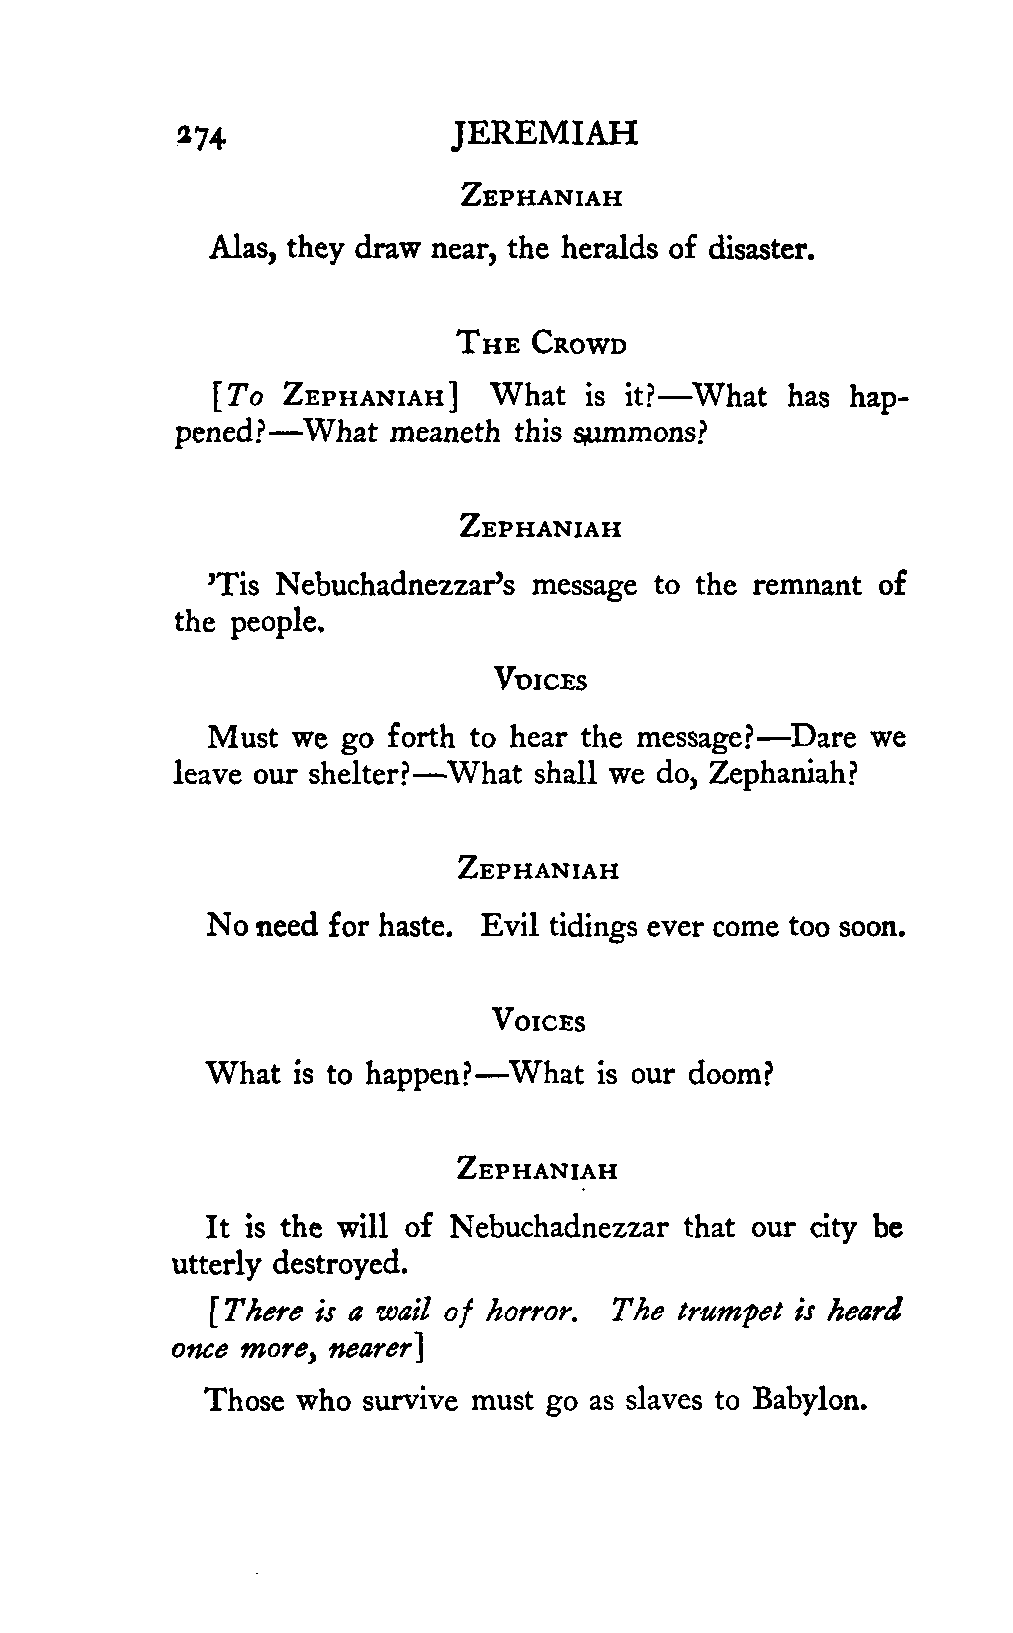 274 JEREMIAH
ZEPHANIAH
Alas, they draw near, the heralds of disaster.
THE CROWD
[To ZEPHANIAH] What is it?—What has hap-
pened?—What meaneth this summons?
ZEPHANIAH
'Tis Nebuchadnezzar's message to the remnant of
the people.
VOICES
Must we go forth to hear the message?—Dare we
leave our shelter?—What shall we do, Zephaniah?
ZEPHANIAH
No need for haste. Evil tidings ever come too soon.
VOICES
What is to happen?—What is our doom?
ZEPHANIAH
It is the will of Nebuchadnezzar that our city be
utterly destroyed.
[There is a wail of horror. The trumpet is heard
once more, nearer]
Those who survive must go as slaves to Babylon.